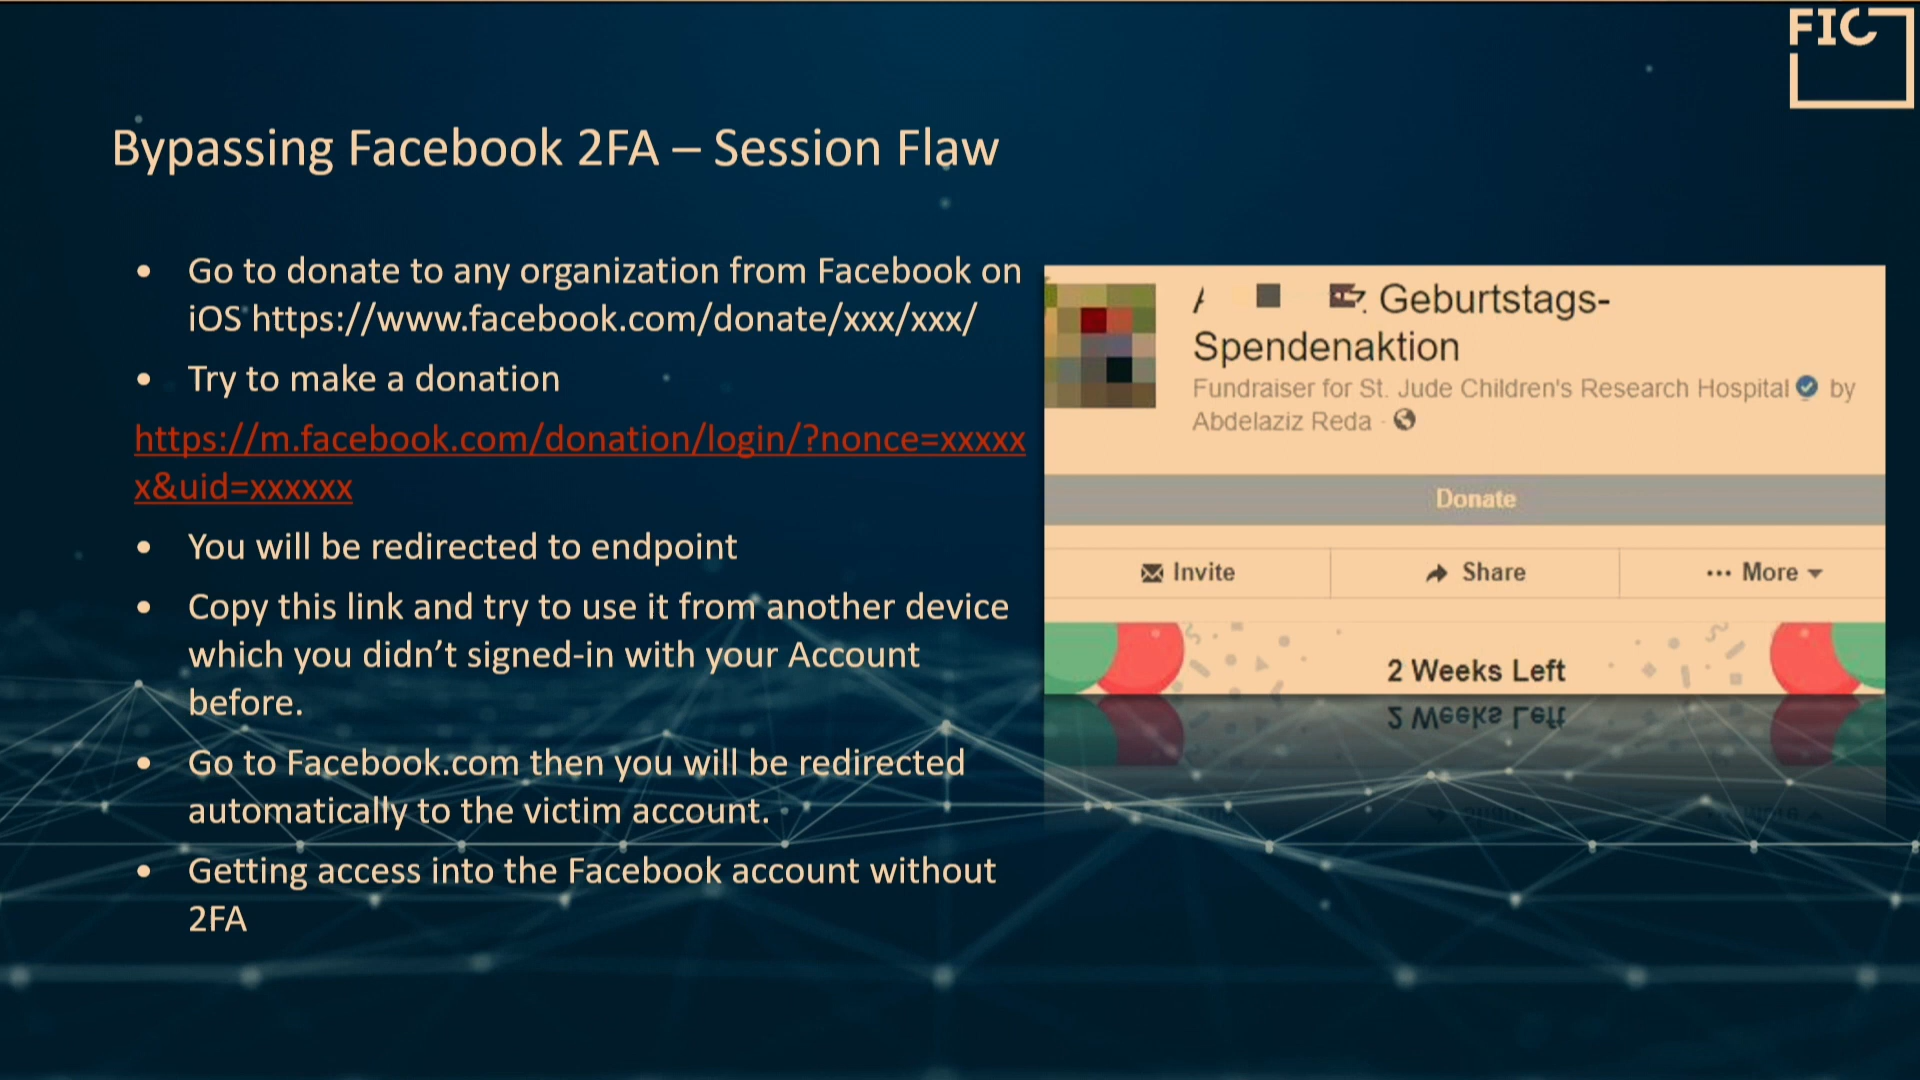 FIC
Bypassing Facebook 2FA – Session Flaw
• Go to donate to any organization from Facebook on
iOS https://www.facebook.com/donate/xxx/xxx/
• Try to make a donation
https://m.facebook.com/donation/login/?nonce=xxxxx
x&uid=xxxxxx
• You will be redirected to endpoint
• Copy this link and try to use it from another device
which you didn’t signed-in with your Account
before.
• Go to Facebook.com then you will be redirected
automatically to the victim account.
• Getting access into the Facebook account without
2FA
Geburtstags-
Spendenaktion
Fundraiser for St. Jude Children's Research Hospital by
Abdelaziz Reda ·
Donate
Invite
Share
••• More
2 Weeks Left